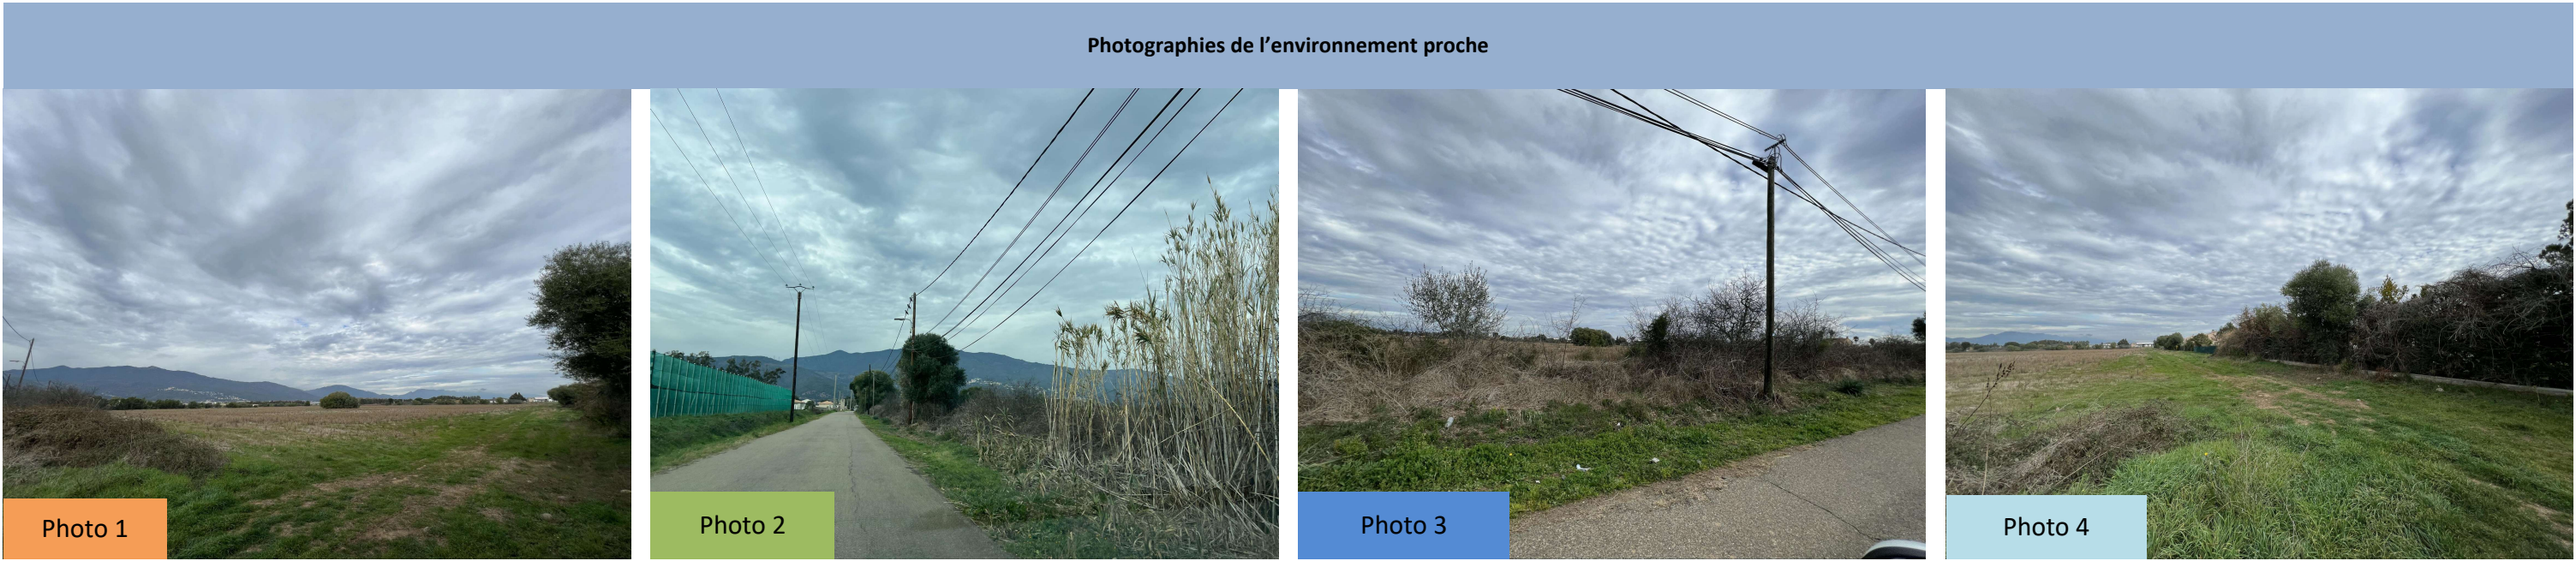 Photographies de l’environnement proche
Photo 1
Photo 2
Photo 3
Photo 4